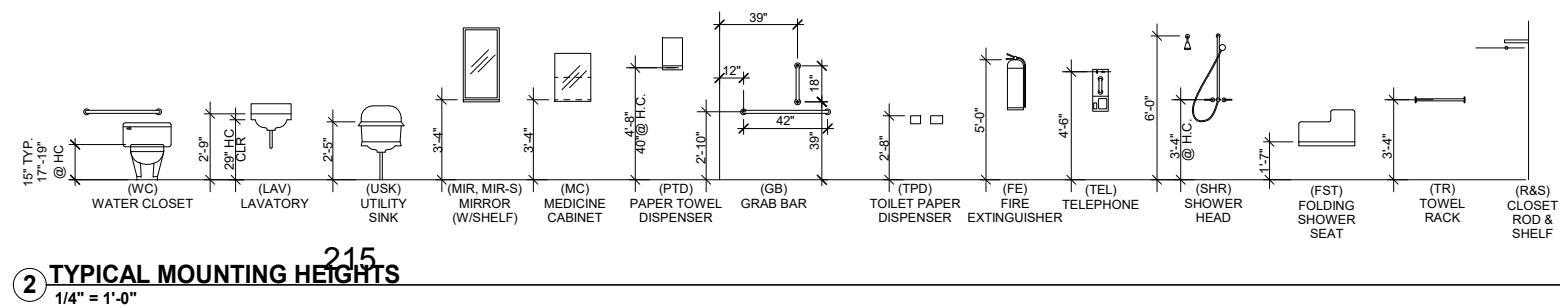 15" TYP.
17"-19"
@ HC
(WC)
WATER CLOSET
2'-9"
29" HC
CLR
(LAV)
LAVATORY
2'-5"
(USK)
UTILITY
SINK
3'-4"
(MIR, MIR-S)
MIRROR
(W/SHELF)
3'-4"
(MC)
MEDICINE
CABINET
4'-8"
40"@ H.C.
(PTD)
PAPER TOWEL
DISPENSER
39"
12"
18"
42"
2'-10"
39"
(GB)
GRAB BAR
2'-8"
(TPD)
TOILET PAPER
DISPENSER
5'-0"
(FE)
FIRE
EXTINGUISHER
4'-6"
(TEL)
TELEPHONE
6'-0"
3'-4"
@ H.C.
(SHR)
SHOWER
HEAD
1'-7"
(FST)
FOLDING
SHOWER
SEAT
3'-4"
(TR)
TOWEL
RACK
(R&S)
CLOSET
ROD &
SHELF
215
2 TYPICAL MOUNTING HEIGHTS
1/4" = 1'-0"